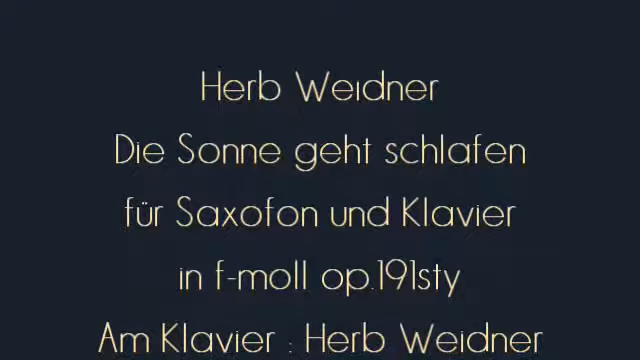 Herb Weidner
Die Sonne geht schlafen
für Saxofon und Klavier
in f-moll op.191sty
Am Klavier : Herb Weidner